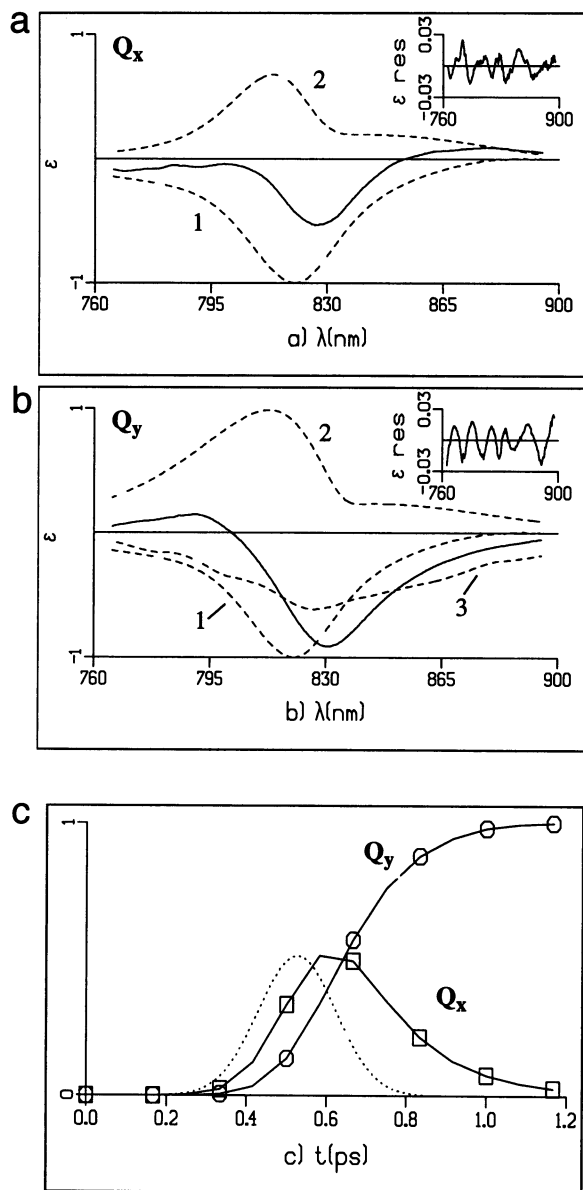 a
1
Qx
2
0.03
ε res
-0.03
760
900
ε
1
-1
760
795
830
865
900
a) λ(nm)
b
1
Qy
2
0.03
ε res
-0.03
760
900
ε
1
3
-1
760
795
830
865
900
b) λ(nm)
c
1
Qy
Qx
0
0.0
0.2
0.4
0.6
0.8
1.0
1.2
c) t(ps)